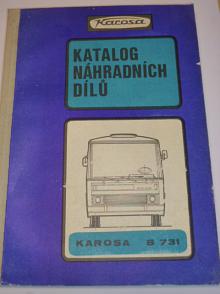 Karosa
KATALOG
NÁHRADNÍCH
DÍLŮ
KAROSA B 731